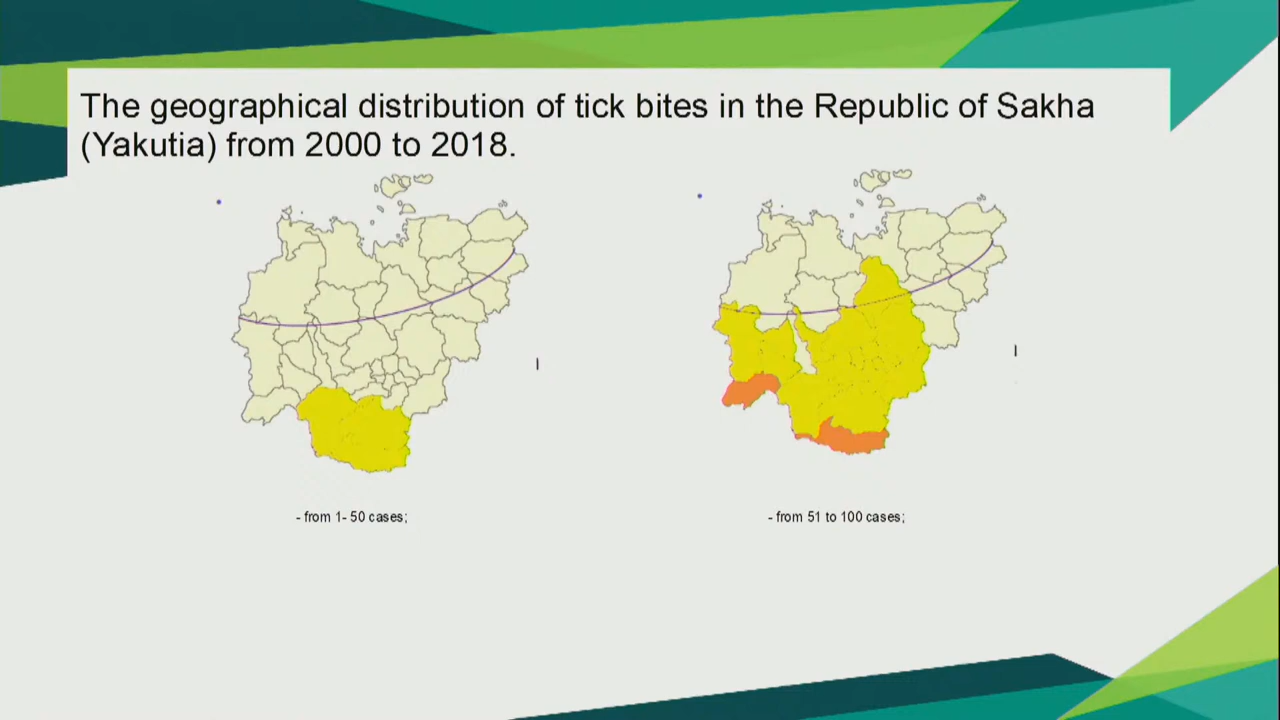 The geographical distribution of tick bites in the Republic of Sakha
(Yakutia) from 2000 to 2018.
- from 1- 50 cases;
- from 51 to 100 cases;